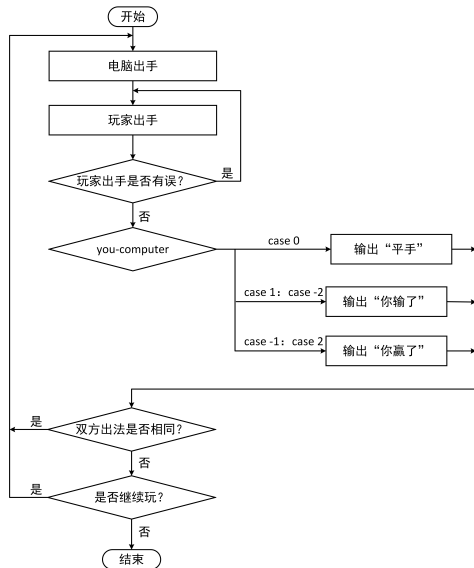 开始
电脑出手
玩家出手
玩家出手是否有误?
是
否
you-computer
case 0
输出“平手”
case 1：case -2
输出“你输了”
case -1：case 2
输出“你赢了”
双方出法是否相同?
是
否
是否继续玩?
是
否
结束